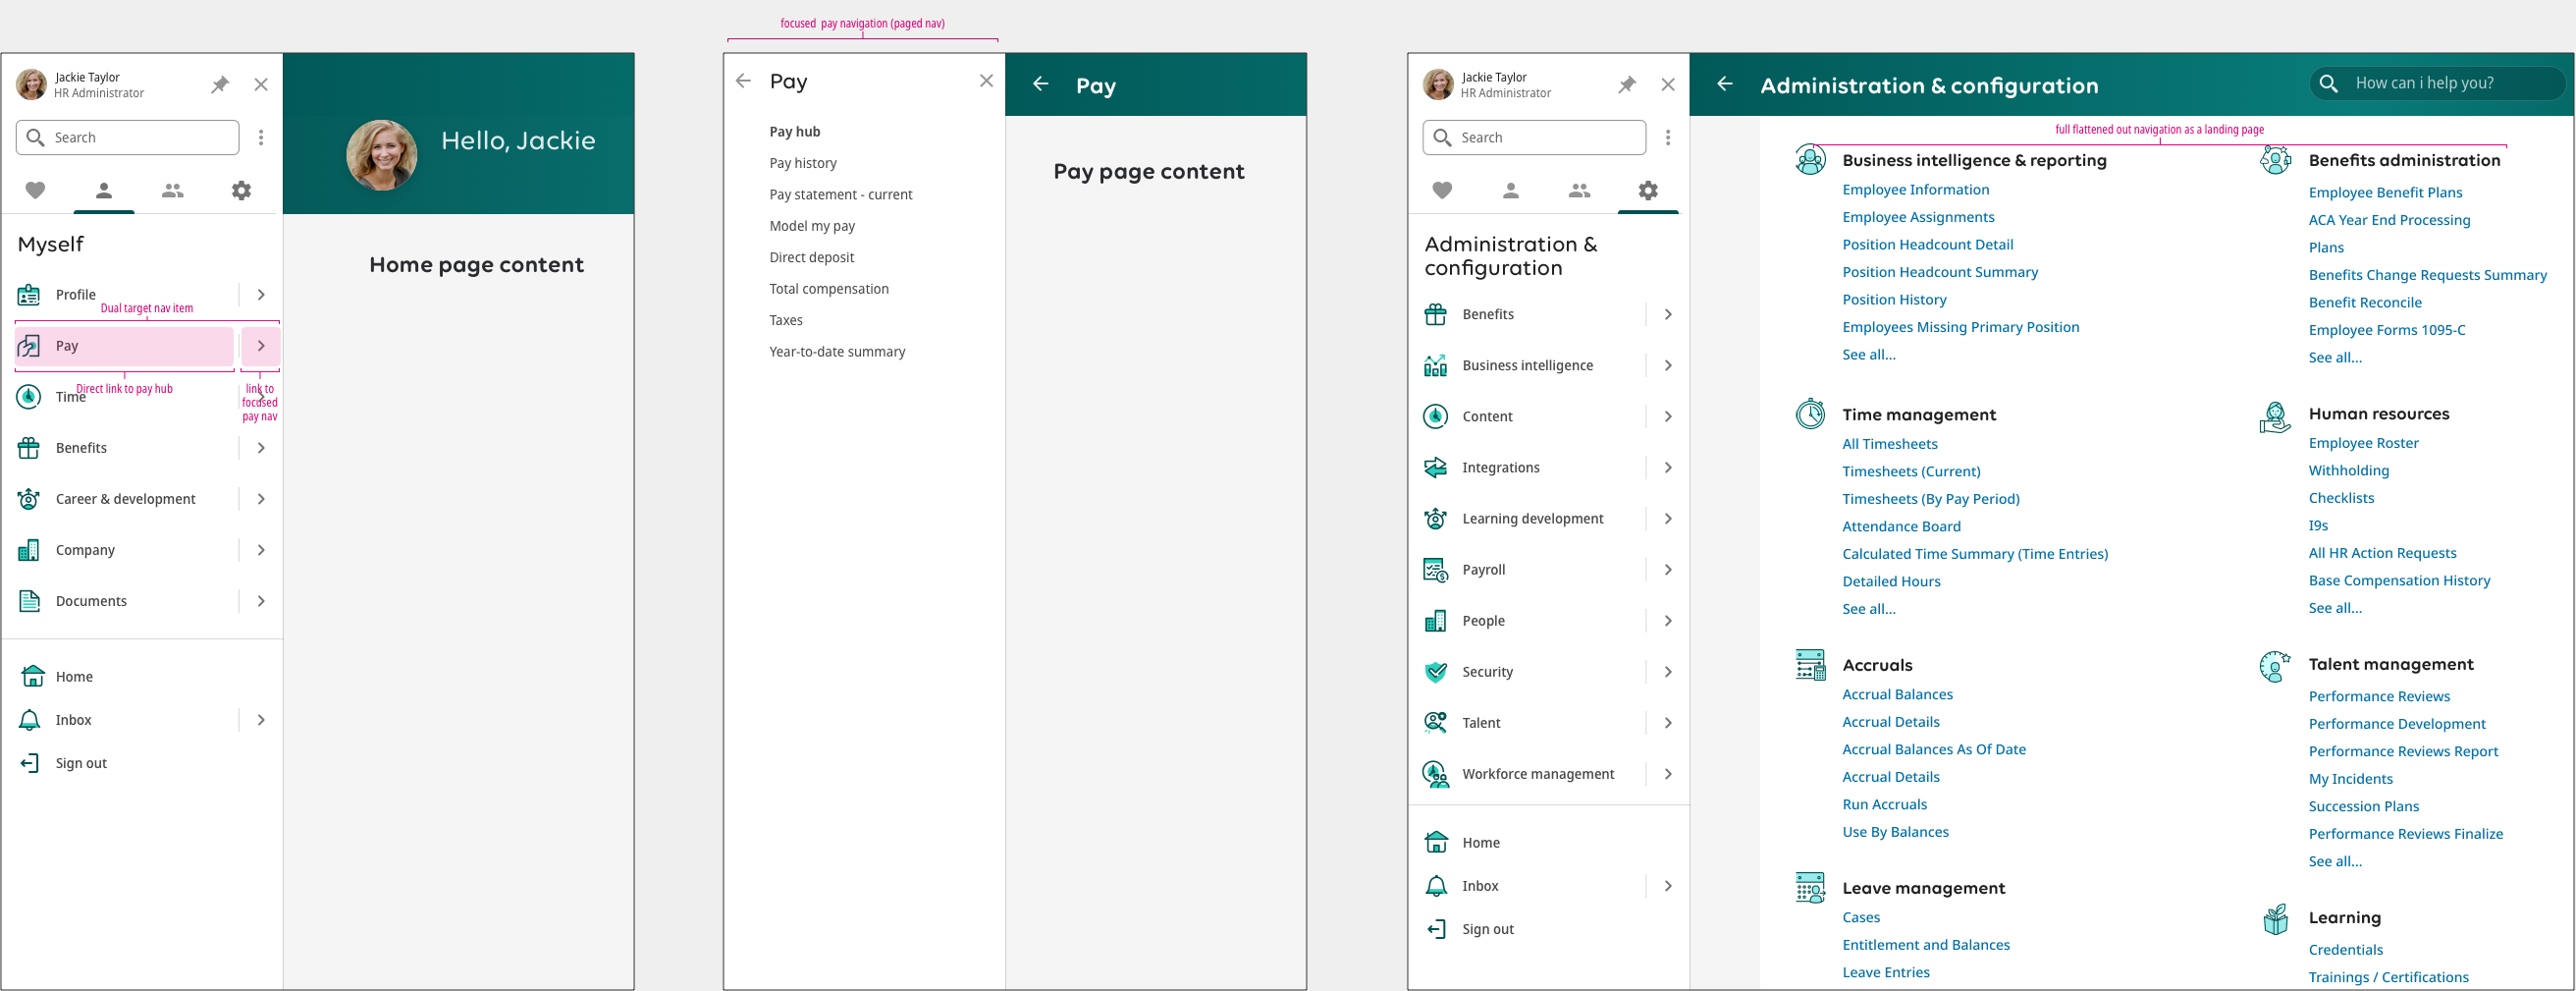 focused pay navigation (paged nav)
Jackie Taylor
HR Administrator
Search
Hello, Jackie
Myself
Home page content
Profile
Dual target nav item
Pay
Direct link to pay hub
link to
focused
pay nav
Time
Benefits
Career & development
Company
Documents
Home
Inbox
Sign out
Pay
Pay hub
Pay history
Pay statement - current
Model my pay
Direct deposit
Total compensation
Taxes
Year-to-date summary
Pay
Pay page content
Jackie Taylor
HR Administrator
Search
Administration &
configuration
Benefits
Business intelligence
Content
Integrations
Learning development
Payroll
People
Security
Talent
Workforce management
Home
Inbox
Sign out
Administration & configuration
How can i help you?
full flattened out navigation as a landing page
Business intelligence & reporting
Employee Information
Employee Assignments
Position Headcount Detail
Position Headcount Summary
Position History
Employees Missing Primary Position
See all...
Time management
All Timesheets
Timesheets (Current)
Timesheets (By Pay Period)
Attendance Board
Calculated Time Summary (Time Entries)
Detailed Hours
See all...
Accruals
Accrual Balances
Accrual Details
Accrual Balances As Of Date
Accrual Details
Run Accruals
Use By Balances
Leave management
Cases
Entitlement and Balances
Leave Entries
Benefits administration
Employee Benefit Plans
ACA Year End Processing
Plans
Benefits Change Requests Summary
Benefit Reconcile
Employee Forms 1095-C
See all...
Human resources
Employee Roster
Withholding
Checklists
I9s
All HR Action Requests
Base Compensation History
See all...
Talent management
Performance Reviews
Performance Development
Performance Reviews Report
My Incidents
Succession Plans
Performance Reviews Finalize
See all...
Learning
Credentials
Trainings / Certifications